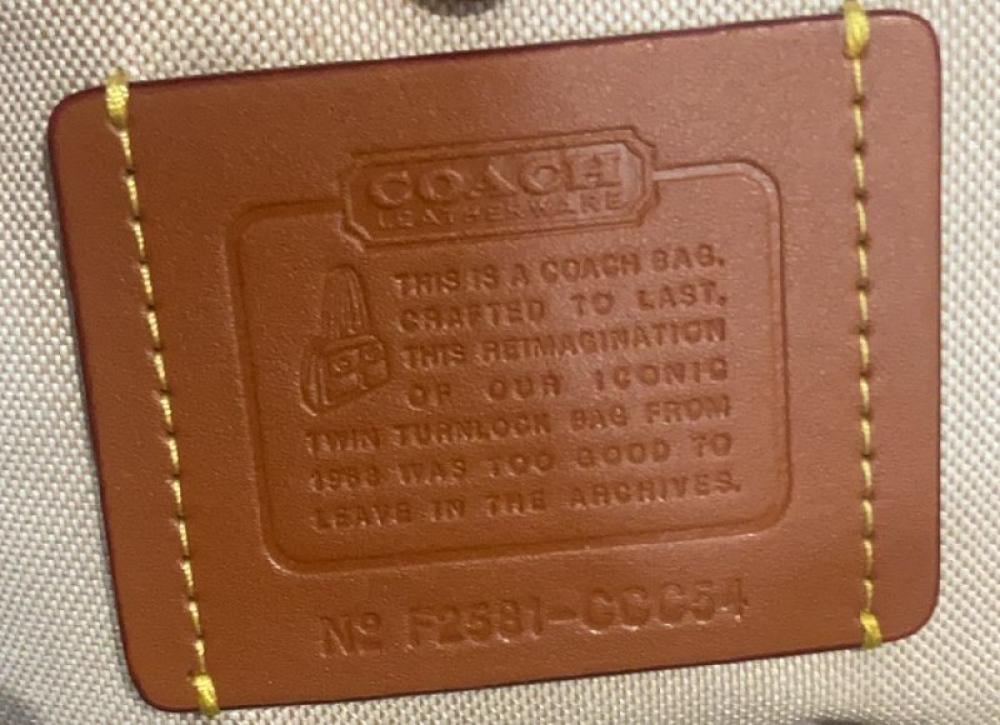 COACH
LEATHERWARE
THIS IS A COACH BAG.
CRAFTED TO LAST,
THIS REIMAGINATION
OF OUR ICONIC
TWIN TURNLOCK BAG FROM
1988 WAS TOO GOOD TO
LEAVE IN THE ARCHIVES.
Nº F2581-CCC54